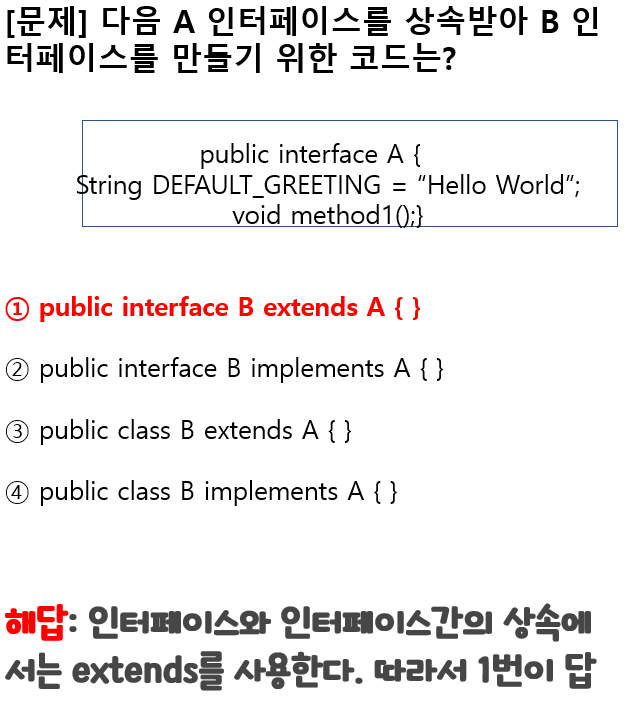 [문제] 다음 A 인터페이스를 상속받아 B 인
터페이스를 만들기 위한 코드는?
public interface A {
String DEFAULT_GREETING = “Hello World”;
void method1();}
① public interface B extends A { }
② public interface B implements A { }
③ public class B extends A { }
④ public class B implements A { }
해답: 인터페이스와 인터페이스간의 상속에
서는 extends를 사용한다. 따라서 1번이 답